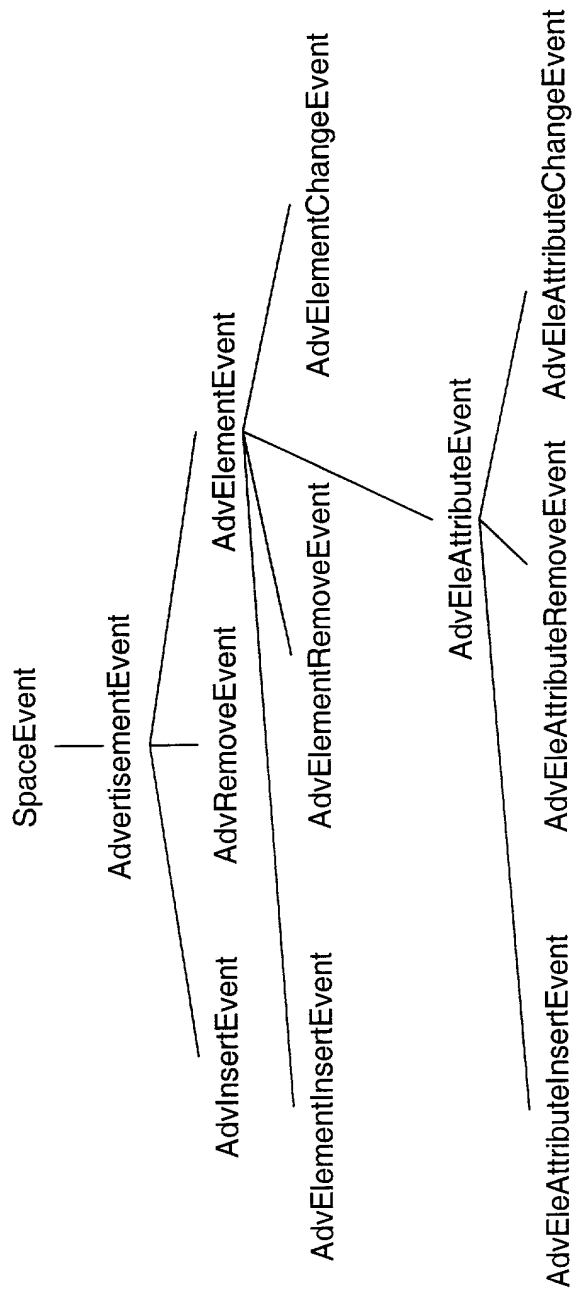 SpaceEvent
AdvertisementEvent
AdvInsertEvent AdvRemoveEvent AdvElementEvent
AdvElementInsertEvent AdvElementRemoveEvent AdvElementChangeEvent
AdvEleAttributeEvent
AdvEleAttributeInsertEvent AdvEleAttributeRemoveEvent AdvEleAttributeChangeEvent